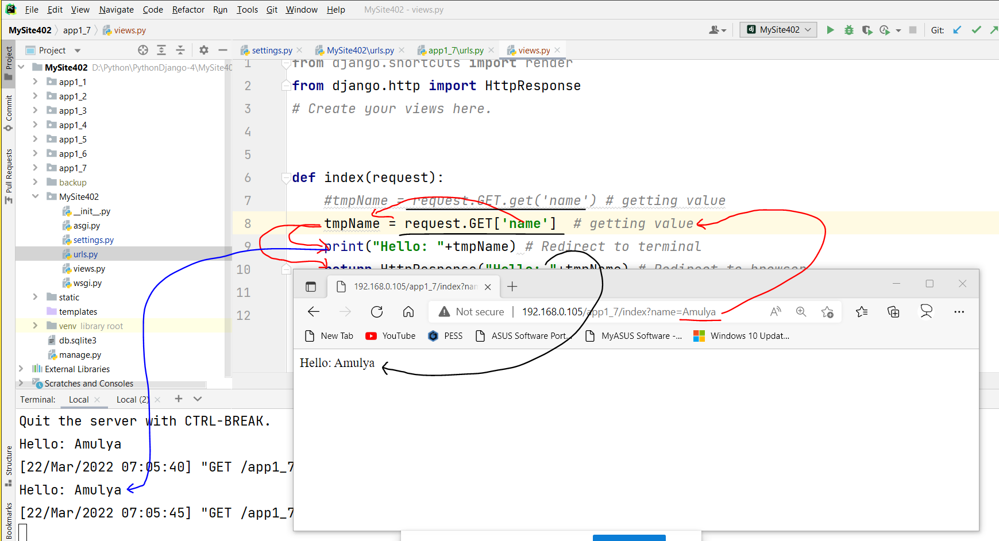 File Edit View Navigate Code Refactor Run Tools Git Window Help MySite402 - views.py
MySite402 app1_7 views.py
MySite402 Git:
Project
settings.py MySite402\urls.py app1_7\urls.py views.py
Project
Commit
Pull Requests
Structure
Bookmarks
MySite402 D:\Python\PythonDjango-4\MySite40
app1_1
app1_2
app1_3
app1_4
app1_5
app1_6
app1_7
backup
MySite402
__init__.py
asgi.py
settings.py
urls.py
views.py
wsgi.py
static
templates
venv library root
db.sqlite3
manage.py
External Libraries
Scratches and Consoles
1 from django.shortcuts import render
2 from django.http import HttpResponse
3 # Create your views here.
4
5
6 def index(request):
7 #tmpName = request.GET.get('name') # getting value
8 tmpName = request.GET['name'] # getting value
9 print("Hello: "+tmpName) # Redirect to terminal
10 return HttpResponse("Hello: "+tmpName) # Redirect to browser
11
12
192.168.0.105/app1_7/index?nam
Not secure | 192.168.0.105/app1_7/index?name=Amulya
New Tab YouTube PESS ASUS Software Port... MyASUS Software -... Windows 10 Updat...
Hello: Amulya
Terminal: Local Local (2)
Quit the server with CTRL-BREAK.
Hello: Amulya
[22/Mar/2022 07:05:40] "GET /app1_7
Hello: Amulya
[22/Mar/2022 07:05:45] "GET /app1_7